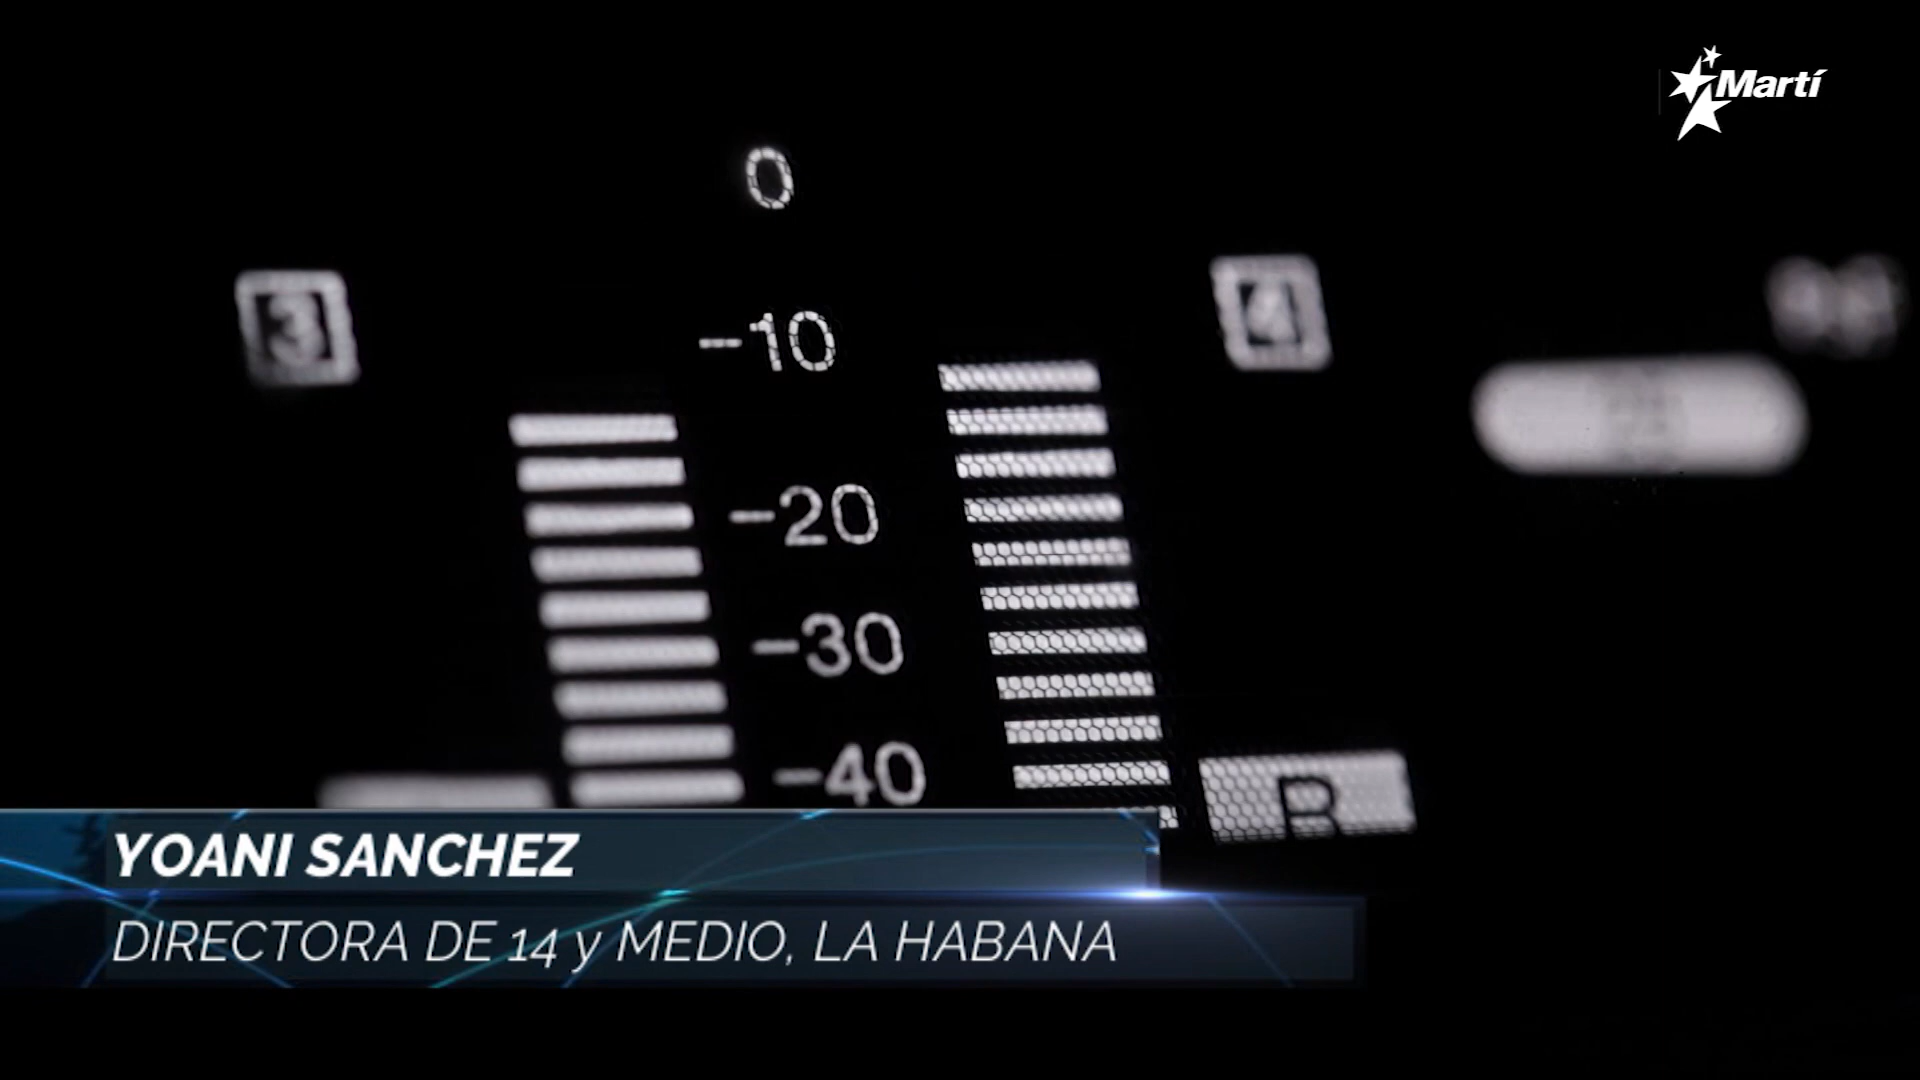 Martí
0
3
4
-10
-20
-30
-40
R
YOANI SANCHEZ
DIRECTORA DE 14 y MEDIO, LA HABANA